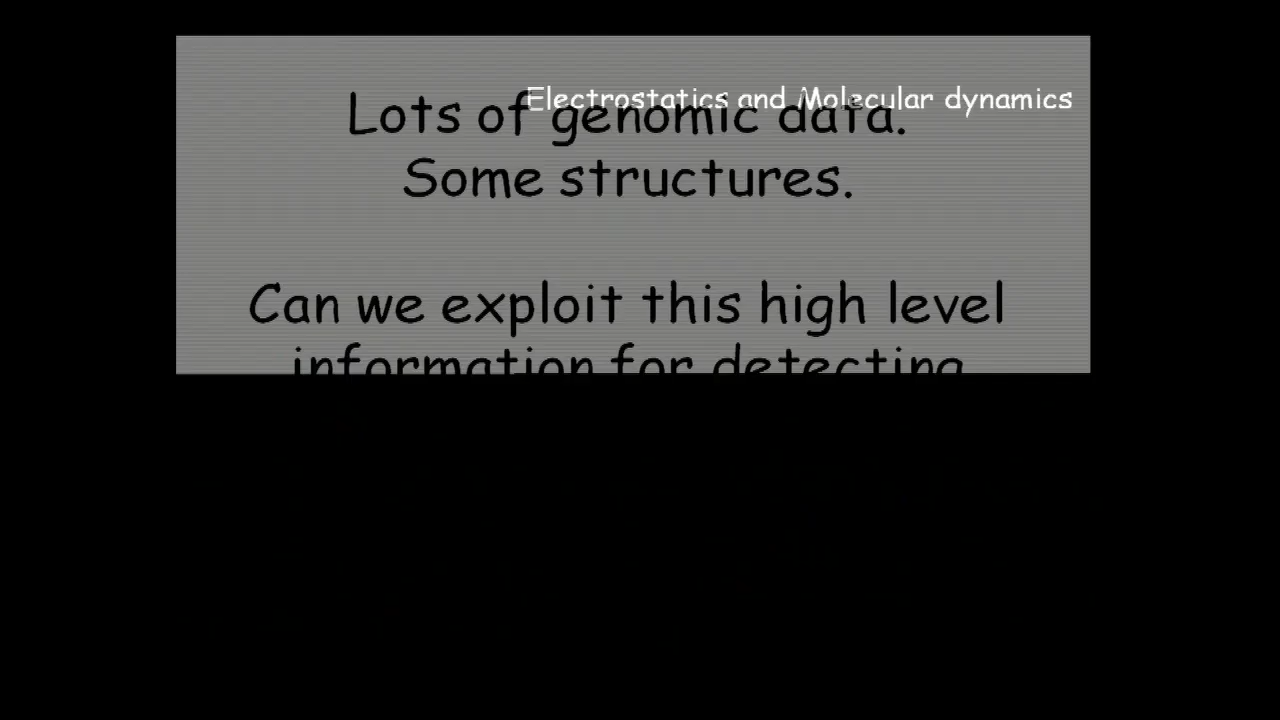 Electrostatics and Molecular dynamics
Lots of genomic data.
Some structures.
Can we exploit this high level
information for detecting